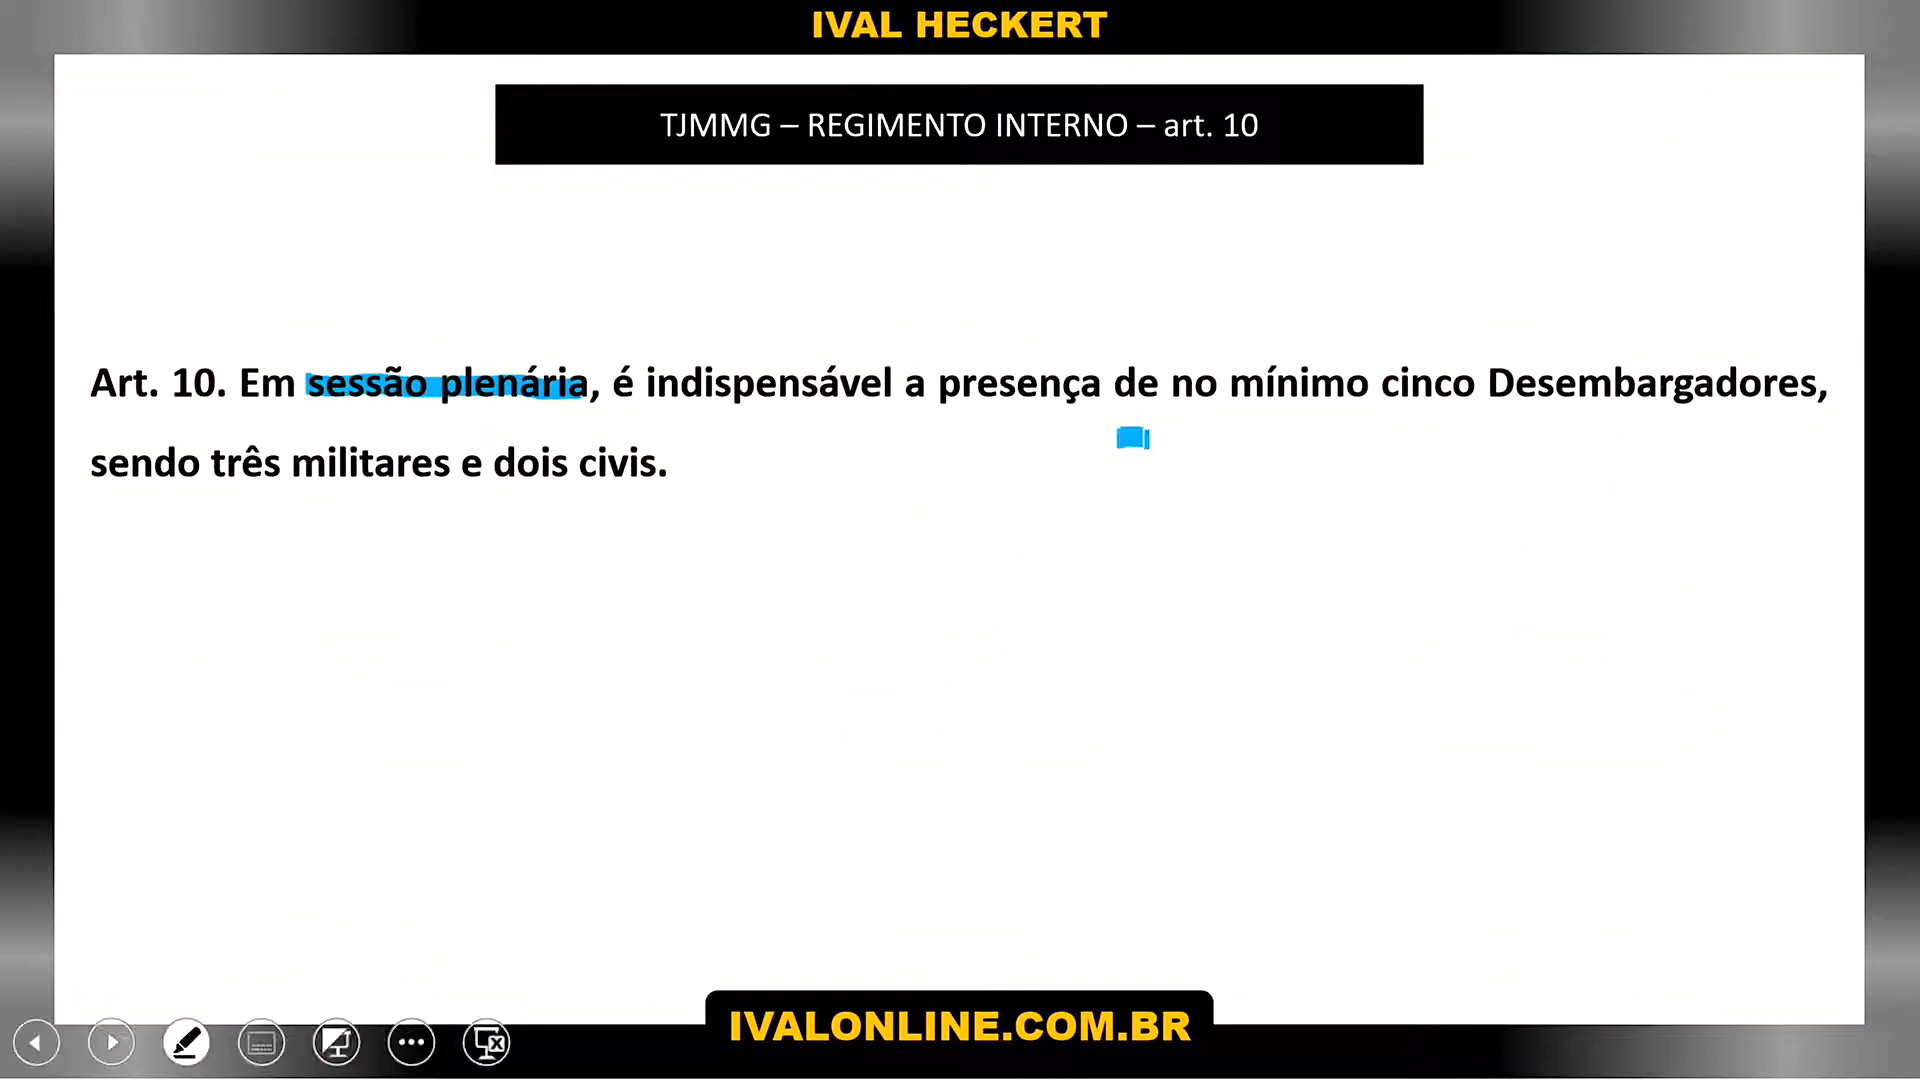 IVAL HECKERT
TJMMG – REGIMENTO INTERNO – art. 10
Art. 10. Em sessão plenária, é indispensável a presença de no mínimo cinco Desembargadores,
sendo três militares e dois civis.
IVALONLINE.COM.BR